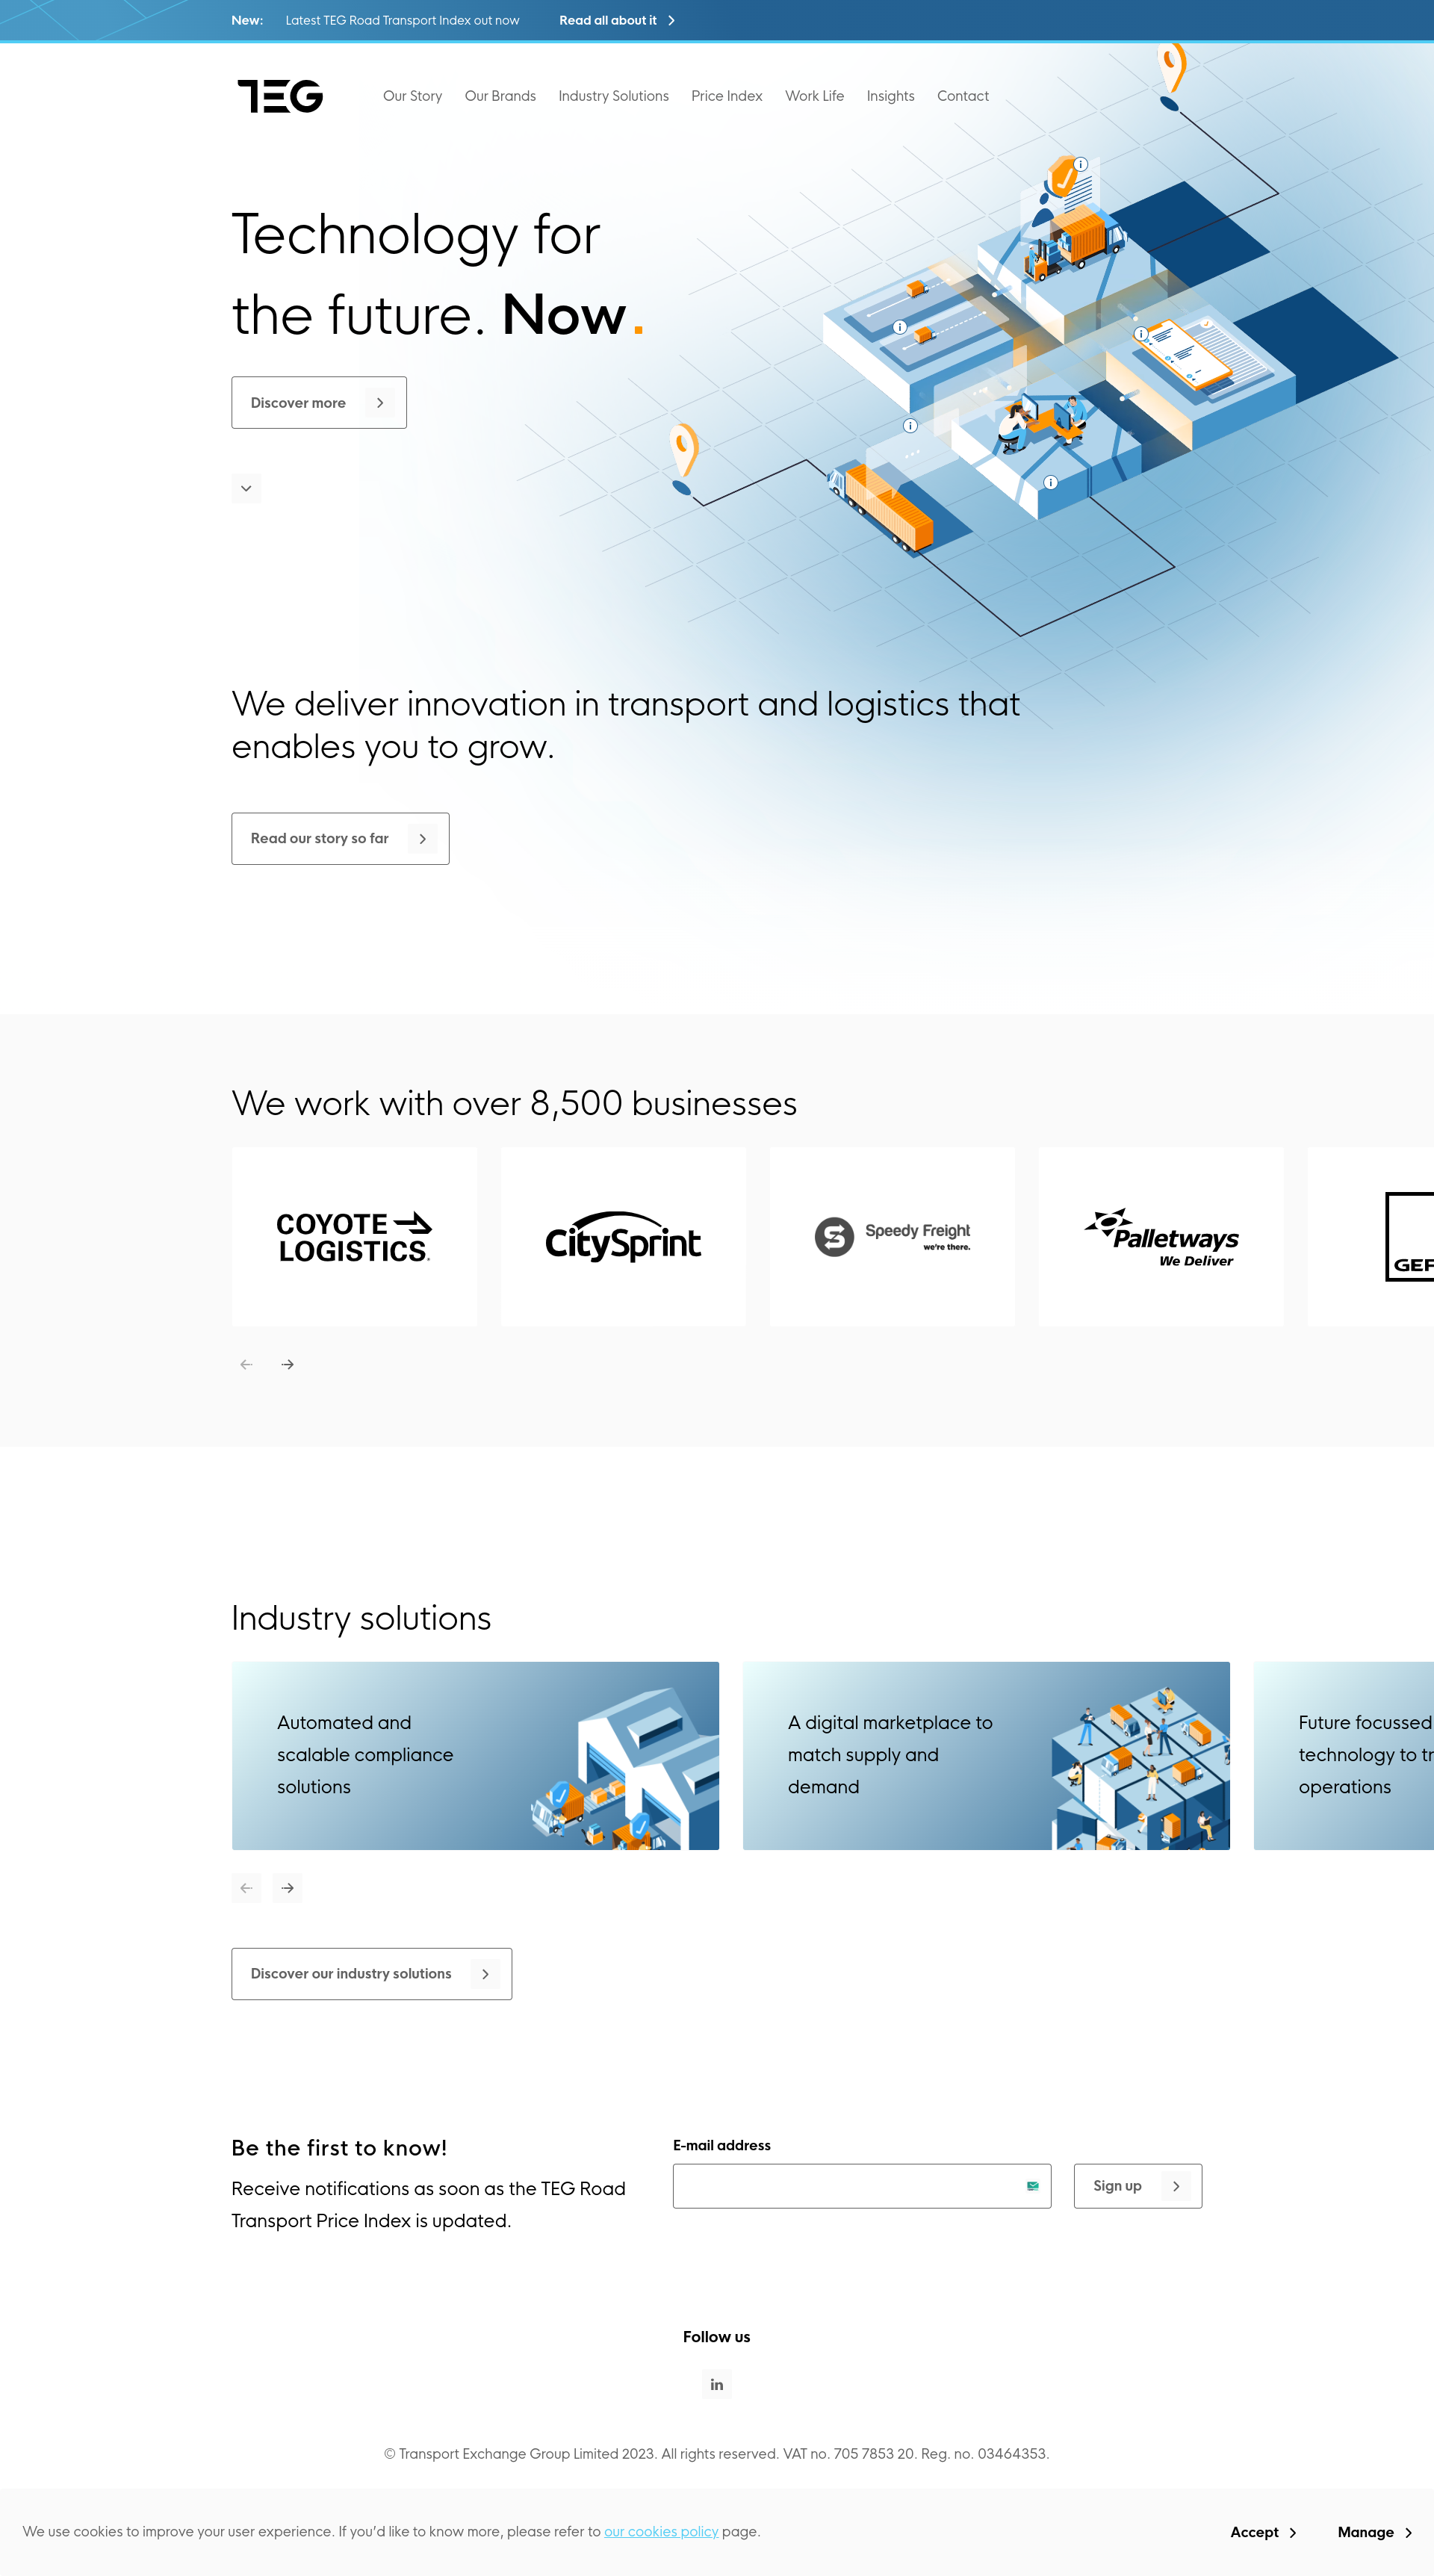 New: Latest TEG Road Transport Index out now Read all about it
TEG Our Story Our Brands Industry Solutions Price Index Work Life Insights Contact
Technology for
the future. Now.
Discover more
We deliver innovation in transport and logistics that
enables you to grow.
Read our story so far
We work with over 8,500 businesses
COYOTE
LOGISTICS
CitySprint
Speedy Freight
we're there.
Palletways
We Deliver
GEF
Industry solutions
Automated and
scalable compliance
solutions
A digital marketplace to
match supply and
demand
Future focussed
technology to tr
operations
Discover our industry solutions
Be the first to know!
Receive notifications as soon as the TEG Road
Transport Price Index is updated.
E-mail address
Sign up
Follow us
in
© Transport Exchange Group Limited 2023. All rights reserved. VAT no. 705 7853 20. Reg. no. 03464353.
We use cookies to improve your user experience. If you'd like to know more, please refer to our cookies policy page.
Accept Manage